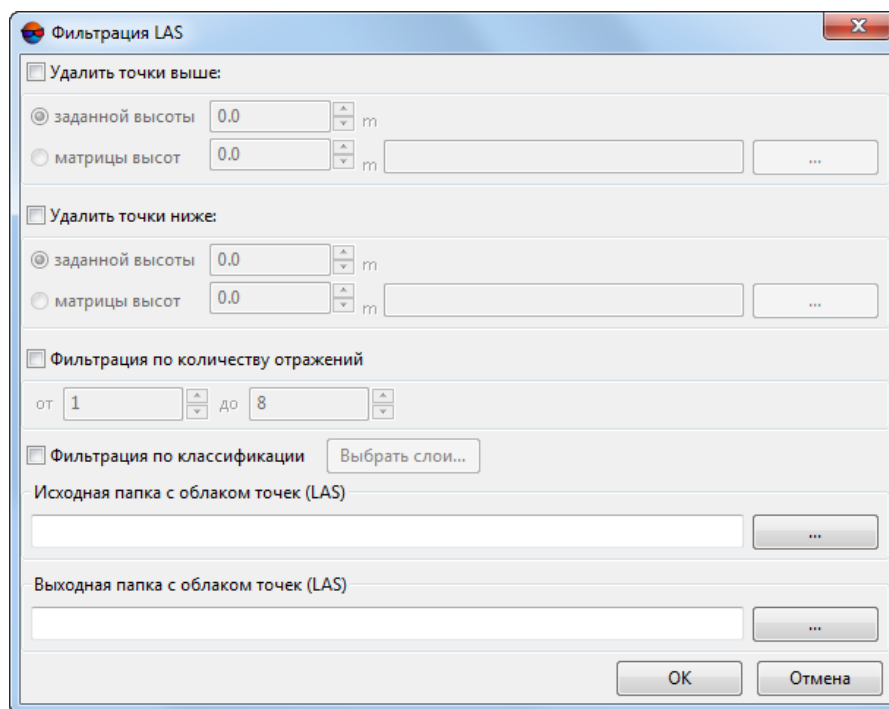 Фильтрация LAS
Удалить точки выше:
заданной высоты 0.0 m
матрицы высот 0.0 m ...
Удалить точки ниже:
заданной высоты 0.0 m
матрицы высот 0.0 m ...
Фильтрация по количеству отражений
от 1 до 8
Фильтрация по классификации Выбрать слои...
Исходная папка с облаком точек (LAS)
...
Выходная папка с облаком точек (LAS)
...
OK Отмена